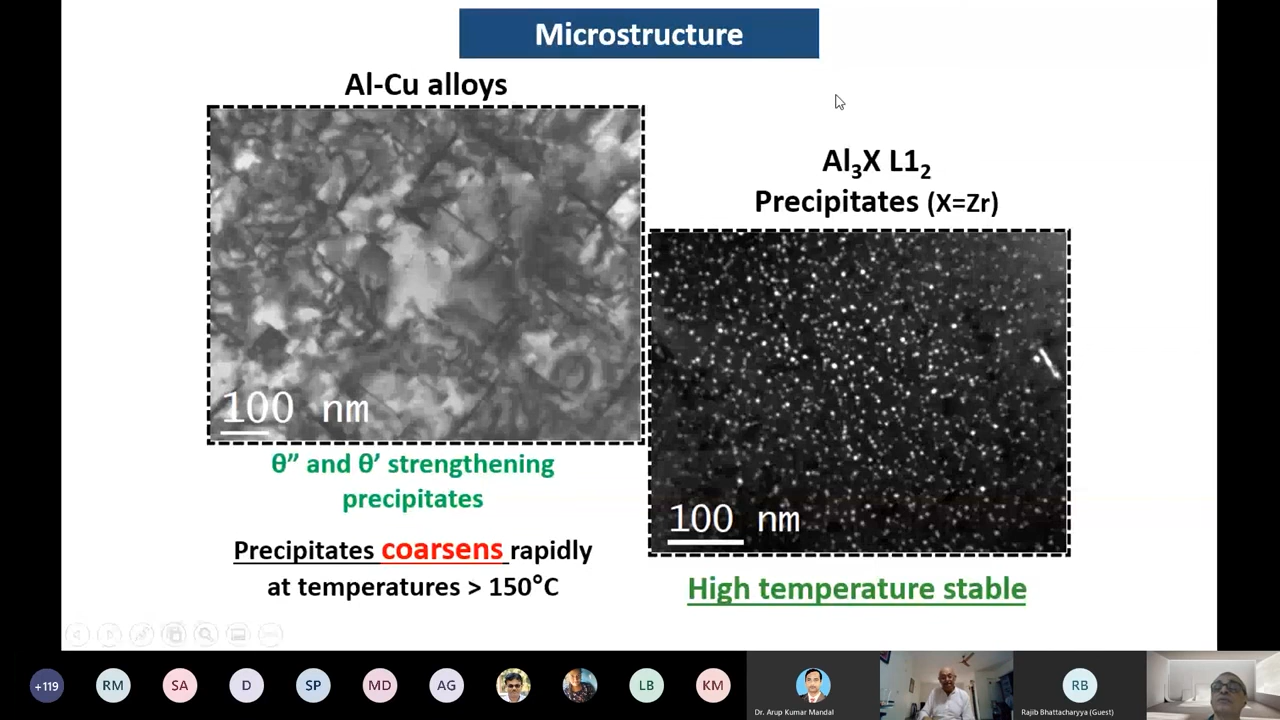 Microstructure
Al-Cu alloys
Al₃X L1₂
Precipitates (X=Zr)
100 nm
100 nm
θ” and θ’ strengthening
precipitates
Precipitates coarsens rapidly
at temperatures > 150°C
High temperature stable
+119
RM
SA
D
SP
MD
AG
LB
KM
Dr. Arup Kumar Mandal
RB
Rajib Bhattacharyya (Guest)